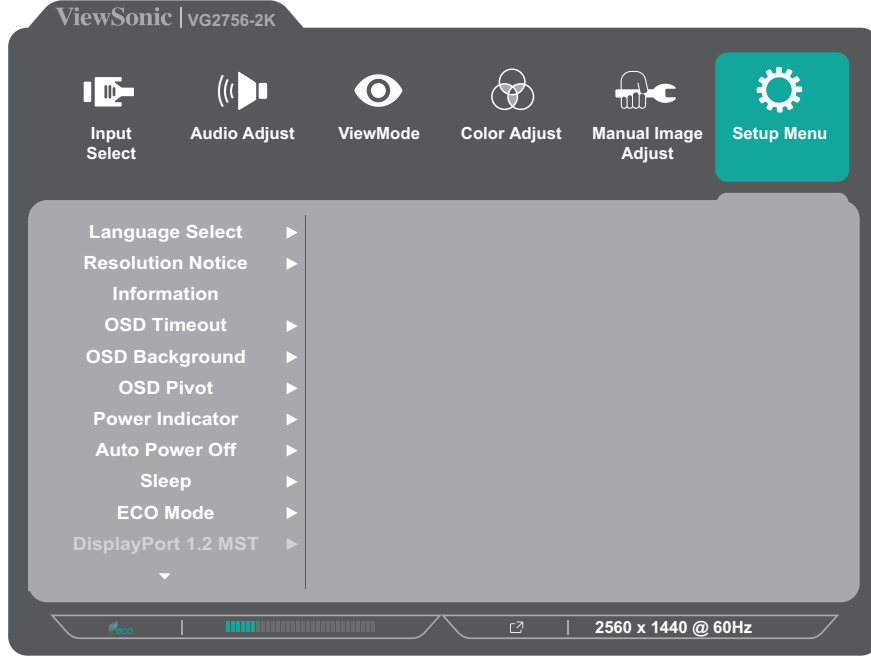 ViewSonic | VG2756-2K
Input
Select
Audio Adjust
ViewMode
Color Adjust
Manual Image
Adjust
Setup Menu
Language Select
Resolution Notice
Information
OSD Timeout
OSD Background
OSD Pivot
Power Indicator
Auto Power Off
Sleep
ECO Mode
DisplayPort 1.2 MST
eco
2560 x 1440 @ 60Hz